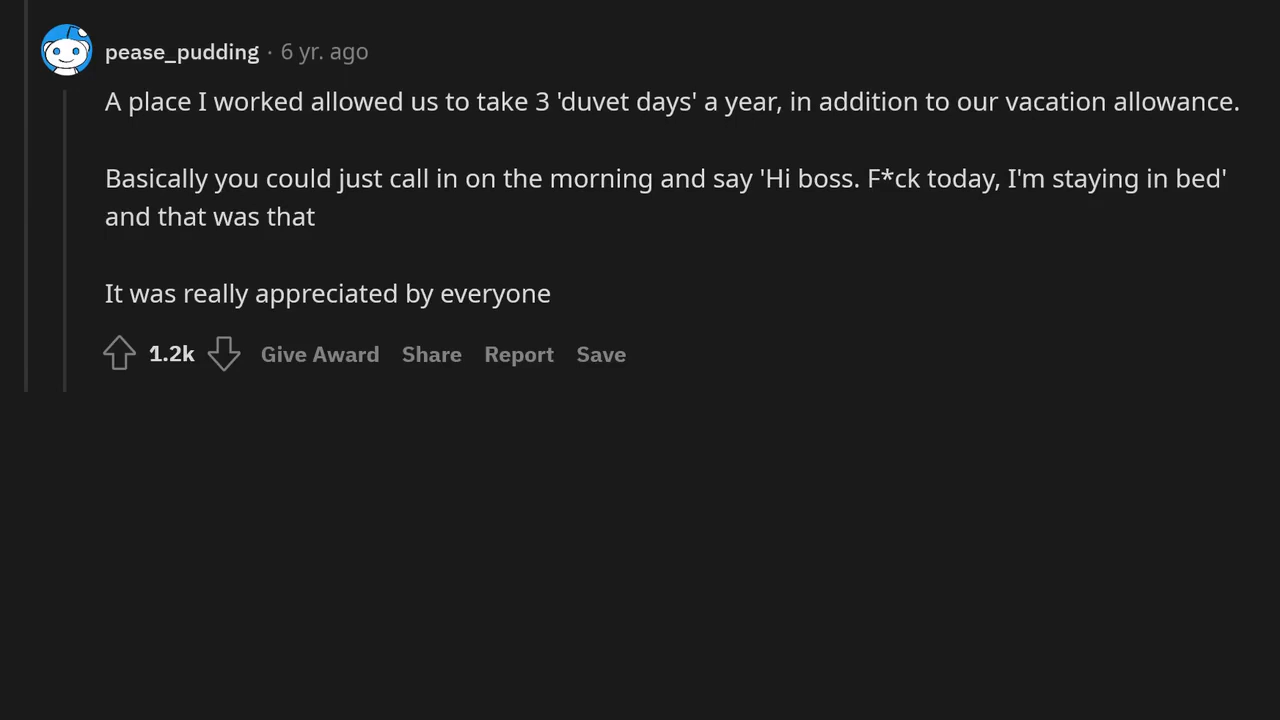 pease_pudding · 6 yr. ago
A place I worked allowed us to take 3 'duvet days' a year, in addition to our vacation allowance.
Basically you could just call in on the morning and say 'Hi boss. F*ck today, I'm staying in bed'
and that was that
It was really appreciated by everyone
1.2k Give Award Share Report Save